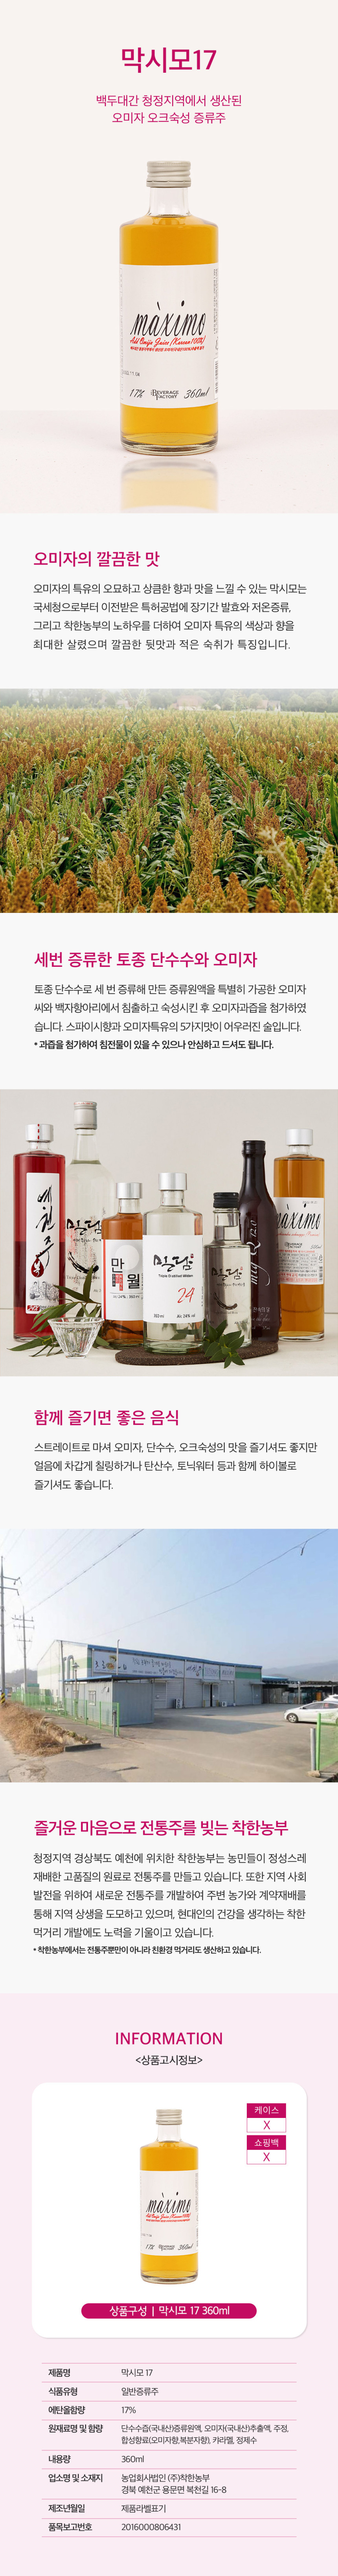 막시모17
백두대간 청정지역에서 생산된
오미자 오크숙성 증류주
màximo
Add Omija Juice (Korean 100%)
17%
BEVERAGE FACTORY
360ml
오미자의 깔끔한 맛
오미자의 특유의 오묘하고 상큼한 향과 맛을 느낄 수 있는 막시모는
국세청으로부터 이전받은 특허공법에 장기간 발효와 저온증류,
그리고 착한농부의 노하우를 더하여 오미자 특유의 색상과 향을
최대한 살렸으며 깔끔한 뒷맛과 적은 숙취가 특징입니다.
세번 증류한 토종 단수수와 오미자
토종 단수수로 세 번 증류해 만든 증류원액을 특별히 가공한 오미자
씨와 백자항아리에서 침출하고 숙성시킨 후 오미자과즙을 첨가하였
습니다. 스파이시향과 오미자특유의 5가지맛이 어우러진 술입니다.
* 과즙을 첨가하여 침전물이 있을 수 있으나 안심하고 드셔도 됩니다.
예천주
복
만월
밀담
24
밀담
màximo
함께 즐기면 좋은 음식
스트레이트로 마셔 오미자, 단수수, 오크숙성의 맛을 즐기셔도 좋지만
얼음에 차갑게 칠링하거나 탄산수, 토닉워터 등과 함께 하이볼로
즐기셔도 좋습니다.
즐거운 마음으로 전통주를 빚는 착한농부
청정지역 경상북도 예천에 위치한 착한농부는 농민들이 정성스레
재배한 고품질의 원료로 전통주를 만들고 있습니다. 또한 지역 사회
발전을 위하여 새로운 전통주를 개발하여 주변 농가와 계약재배를
통해 지역 상생을 도모하고 있으며, 현대인의 건강을 생각하는 착한
먹거리 개발에도 노력을 기울이고 있습니다.
* 착한농부에서는 전통주뿐만이 아니라 친환경 먹거리도 생산하고 있습니다.
INFORMATION
<상품고시정보>
케이스
X
쇼핑백
X
màximo
17%
360ml
상품구성 | 막시모 17 360ml
제품명 막시모 17
식품유형 일반증류주
에탄올함량 17%
원재료명 및 함량 단수수즙(국내산)증류원액, 오미자(국내산)추출액, 주정,
합성향료(오미자향,복분자향), 카라멜, 정제수
내용량 360ml
업소명 및 소재지 농업회사법인 (주)착한농부
경북 예천군 용문면 복천길 16-8
제조년월일 제품라벨표기
품목보고번호 2016000806431